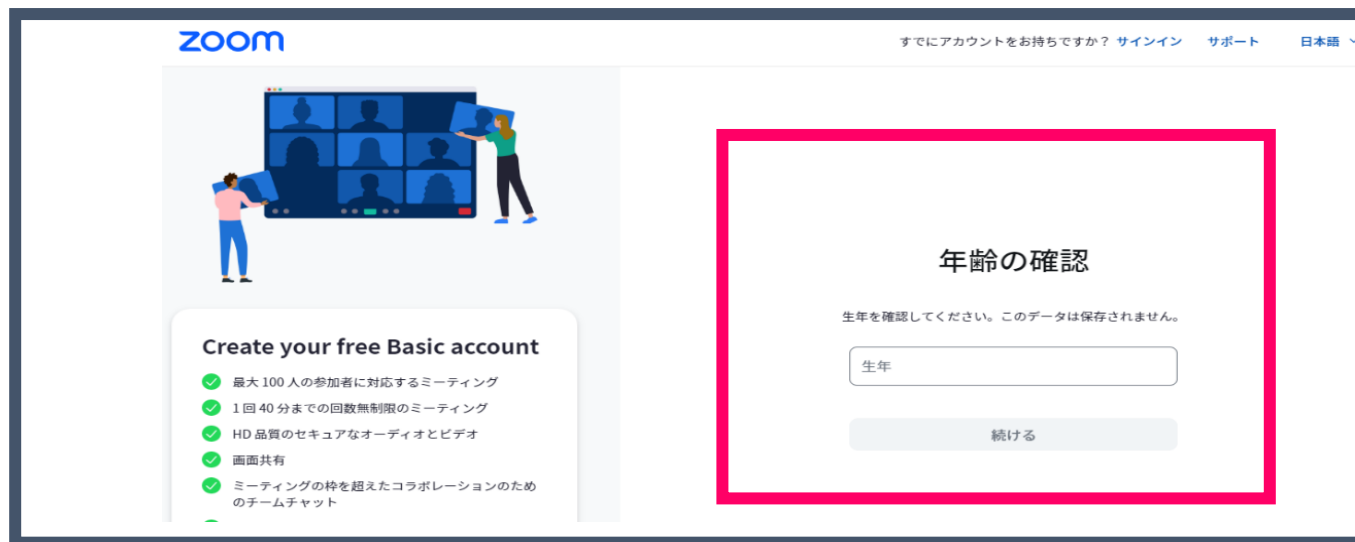 zoom
すでにアカウントをお持ちですか？ サインイン サポート 日本語
Create your free Basic account
最大 100 人の参加者に対応するミーティング
1 回 40 分までの回数無制限のミーティング
HD 品質のセキュアなオーディオとビデオ
画面共有
ミーティングの枠を超えたコラボレーションのため
のチームチャット
年齢の確認
生年を確認してください。このデータは保存されません。
生年
続ける